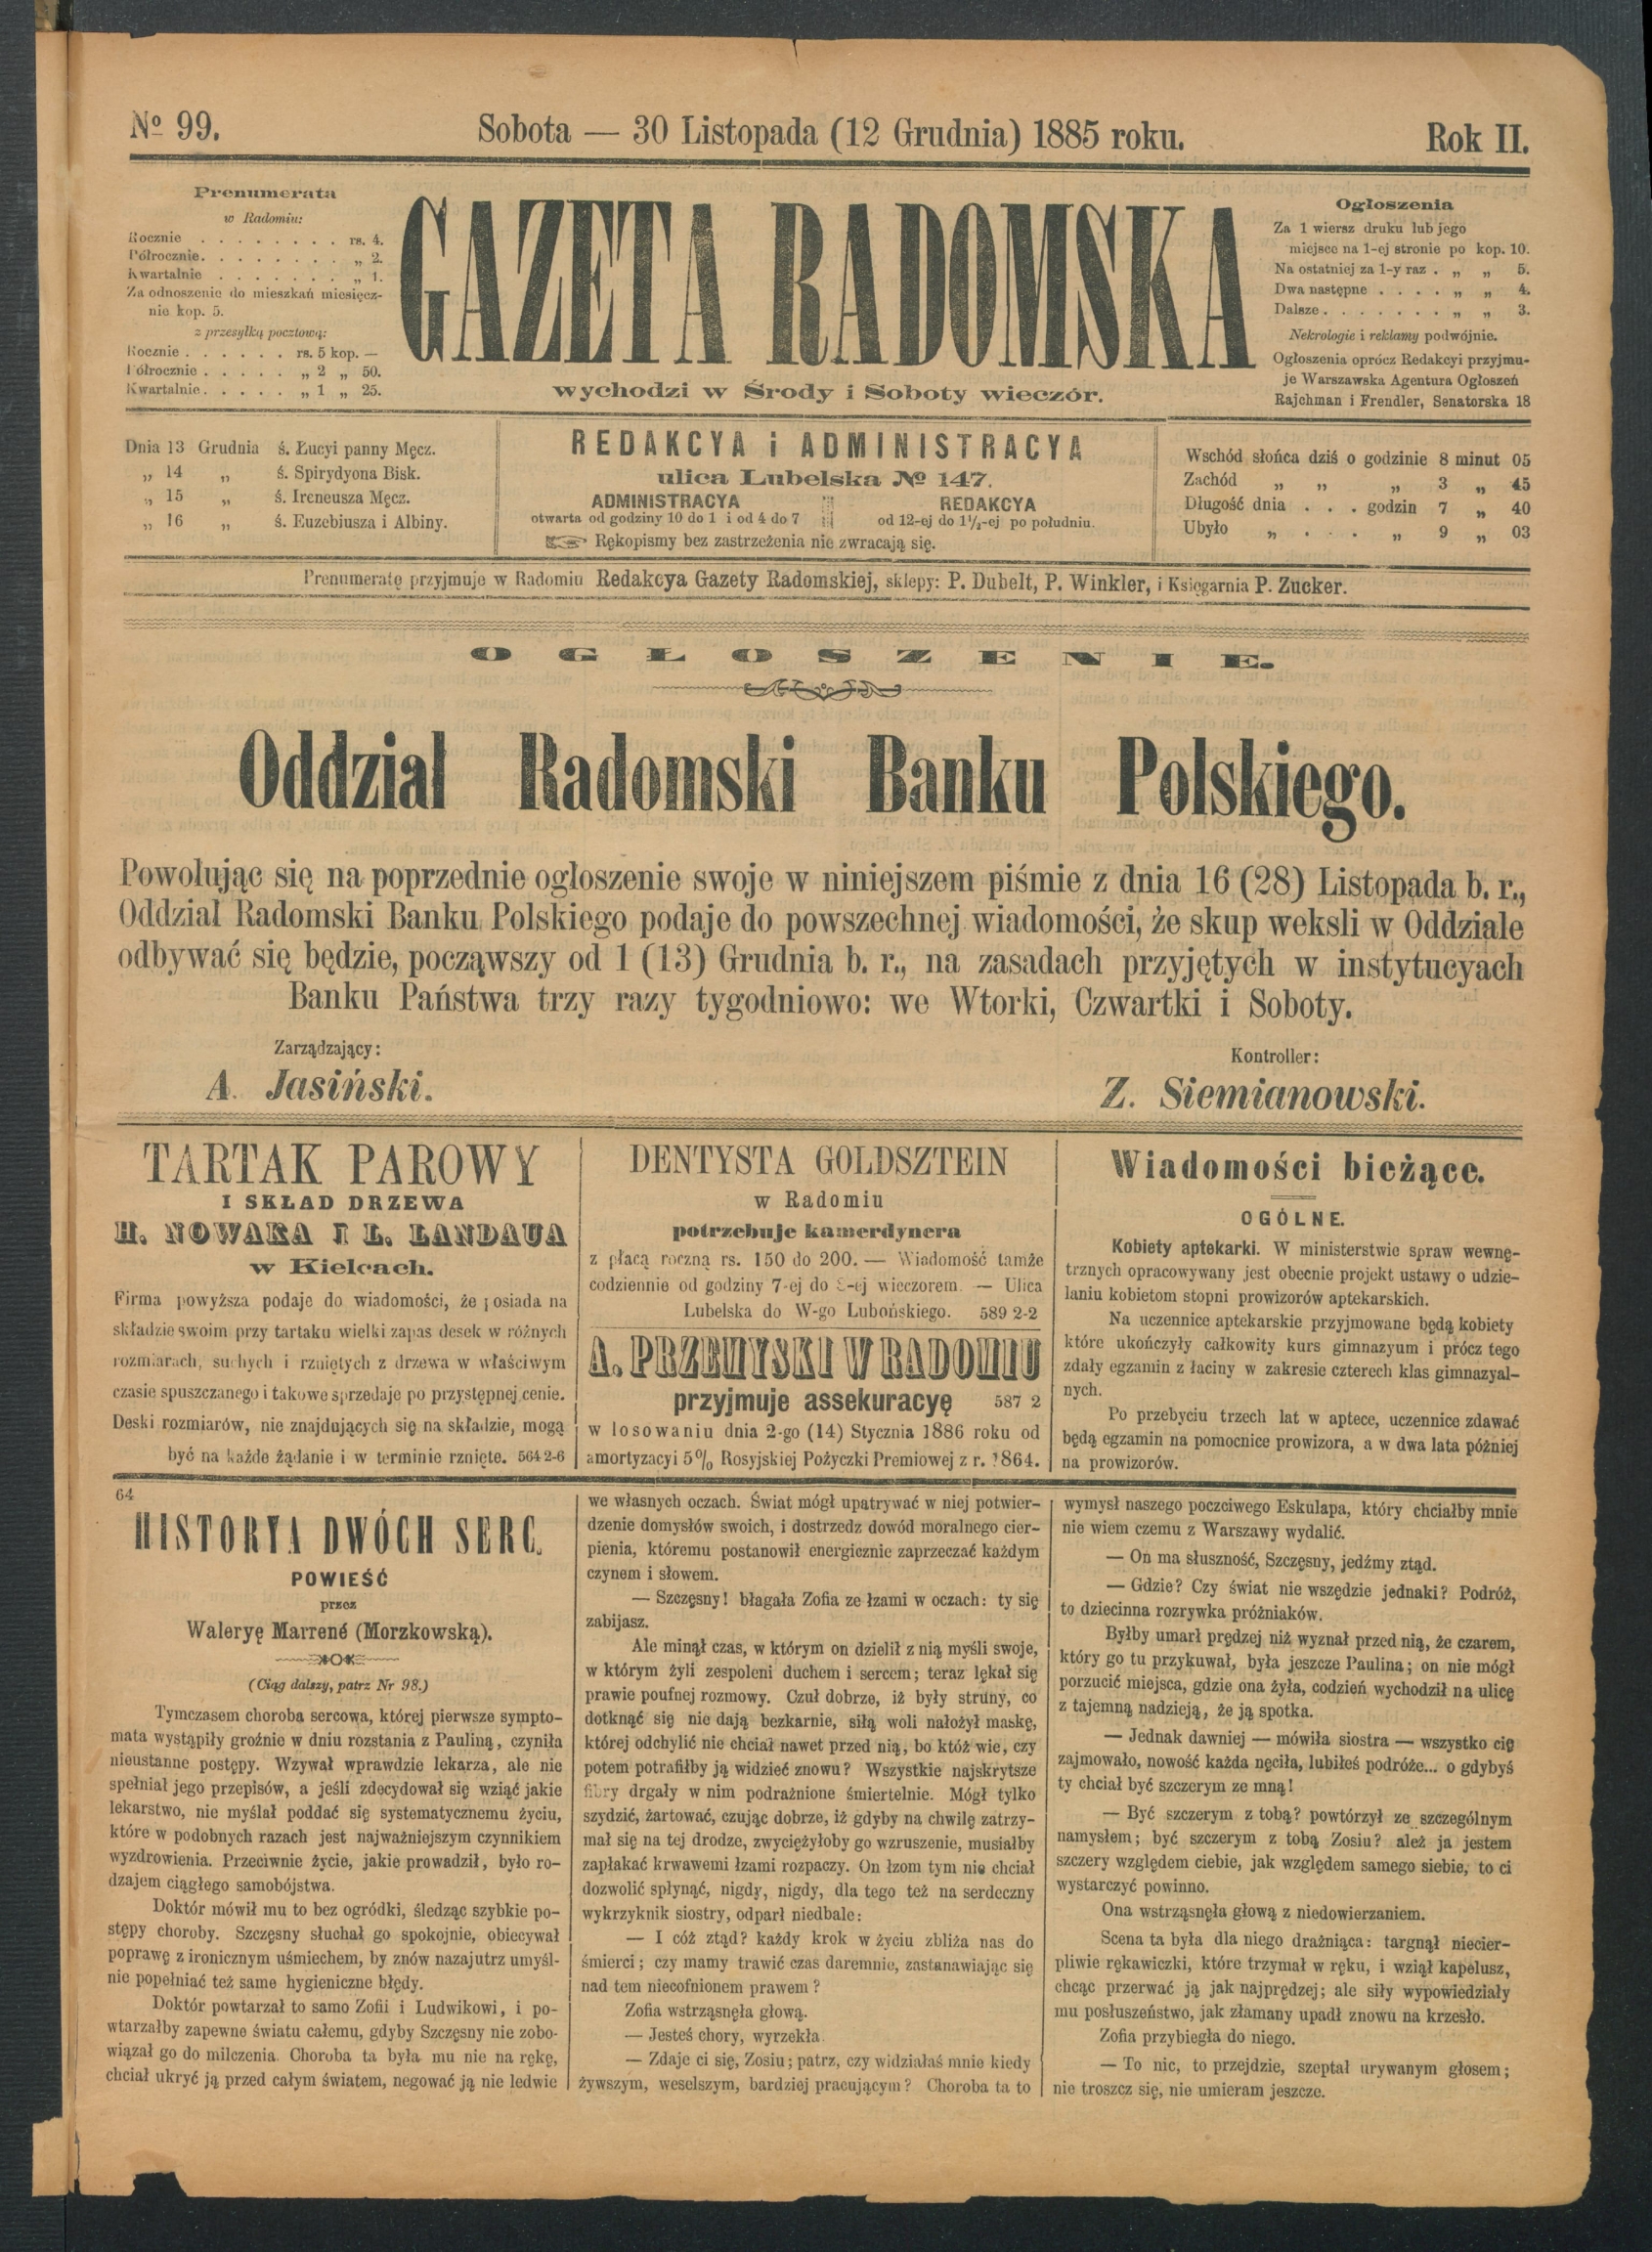 № 99.
Sobota — 30 Listopada (12 Grudnia) 1885 roku.
Rok II.
Prenumerata
w Radomiu:
Rocznie . . . . . . . . rs. 4.
Półrocznie. . . . . . . . „ 2.
Kwartalnie . . . . . . . „ 1.
Za odnoszenie do mieszkań miesięcz-
nie kop. 5.
z przesyłką pocztową:
Rocznie . . . . . . rs. 5 kop. —
Półrocznie . . . . . „ 2 „ 50.
Kwartalnie. . . . . „ 1 „ 25.
GAZETA RADOMSKA
wychodzi w Środy i Soboty wieczór.
Ogłoszenia
Za 1 wiersz druku lub jego
miejsce na 1-ej stronie po kop. 10.
Na ostatniej za 1-y raz . „ „ 5.
Dwa następne . . . . „ „ 4.
Dalsze . . . . . . . „ „ 3.
Nekrologie i reklamy podwójnie.
Ogłoszenia oprócz Redakcyi przyjmu-
je Warszawska Agentura Ogłoszeń
Rajchman i Frendler, Senatorska 18
Dnia 13 Grudnia ś. Łucyi panny Męcz.
„ 14 „ ś. Spirydyona Bisk.
„ 15 „ ś. Ireneusza Męcz.
„ 16 „ ś. Euzebiusza i Albiny.
REDAKCYA i ADMINISTRACYA
ulica Lubelska № 147.
ADMINISTRACYA
otwarta od godziny 10 do 1 i od 4 do 7
REDAKCYA
od 12-ej do 1½-ej po południu.
Rękopismy bez zastrzeżenia nie zwracają się.
Wschód słońca dziś o godzinie 8 minut 05
Zachód „ „ „ 3 „ 45
Długość dnia . . . godzin 7 „ 40
Ubyło „ . . . „ 9 „ 03
Prenumeratę przyjmuje w Radomiu Redakcya Gazety Radomskiej, sklepy: P. Dubelt, P. Winkler, i Księgarnia P. Zucker.
OGŁOSZENIE.
Oddział Radomski Banku Polskiego.
Powołując się na poprzednie ogłoszenie swoje w niniejszem piśmie z dnia 16 (28) Listopada b. r.,
Oddział Radomski Banku Polskiego podaje do powszechnej wiadomości, że skup weksli w Oddziale
odbywać się będzie, począwszy od 1 (13) Grudnia b. r., na zasadach przyjętych w instytucyach
Banku Państwa trzy razy tygodniowo: we Wtorki, Czwartki i Soboty.
Zarządzający:
A. Jasiński.
Kontroller:
Z. Siemianowski.
TARTAK PAROWY
I SKŁAD DRZEWA
H. NOWAKA I L. LANDAUA
w Kielcach.
Firma powyższa podaje do wiadomości, że posiada na
składzie swoim przy tartaku wielki zapas desek w różnych
rozmiarach, suchych i rzniętych z drzewa w właściwym
czasie spuszczanego i takowe sprzedaje po przystępnej cenie.
Deski rozmiarów, nie znajdujących się na składzie, mogą
być na każde żądanie i w terminie rznięte. 564 2-6
DENTYSTA GOLDSZTEIN
w Radomiu
potrzebuje kamerdynera
z płacą roczną rs. 150 do 200. — Wiadomość tamże
codziennie od godziny 7-ej do 8-ej wieczorem. — Ulica
Lubelska do W-go Lubońskiego. 589 2-2
A. PRZEMYSKI W RADOMIU
przyjmuje assekuracyę 587 2
w losowaniu dnia 2-go (14) Stycznia 1886 roku od
amortyzacyi 5% Rosyjskiej Pożyczki Premiowej z r. 1864.
Wiadomości bieżące.
OGÓLNE.
Kobiety aptekarki. W ministerstwie spraw wewnę-
trznych opracowywany jest obecnie projekt ustawy o udzie-
laniu kobietom stopni prowizorów aptekarskich.
Na uczennice aptekarskie przyjmowane będą kobiety
które ukończyły całkowity kurs gimnazyum i prócz tego
zdały egzamin z łaciny w zakresie czterech klas gimnazyal-
nych.
Po przebyciu trzech lat w aptece, uczennice zdawać
będą egzamin na pomocnice prowizora, a w dwa lata później
na prowizorów.
64
HISTORYA DWÓCH SERC.
POWIEŚĆ
przez
Waleryę Marrené (Morzkowską).
(Ciąg dalszy, patrz Nr 98.)
Tymczasem choroba sercowa, której pierwsze sympto-
mata wystąpiły groźnie w dniu rozstania z Pauliną, czyniła
nieustanne postępy. Wzywał wprawdzie lekarza, ale nie
spełniał jego przepisów, a jeśli zdecydował się wziąć jakie
lekarstwo, nie myślał poddać się systematycznemu życiu,
które w podobnych razach jest najważniejszym czynnikiem
wyzdrowienia. Przeciwnie życie, jakie prowadził, było ro-
dzajem ciągłego samobójstwa.
Doktór mówił mu to bez ogródki, śledząc szybkie po-
stępy choroby. Szczęsny słuchał go spokojnie, obiecywał
poprawę z ironicznym uśmiechem, by znów nazajutrz umyśl-
nie popełniać też same hygieniczne błędy.
Doktór powtarzał to samo Zofii i Ludwikowi, i po-
wtarzałby zapewne światu całemu, gdyby Szczęsny nie zobo-
wiązał go do milczenia. Choroba ta była mu nie na rękę,
chciał ukryć ją przed całym światem, negować ją nie ledwie
we własnych oczach. Świat mógł upatrywać w niej potwier-
dzenie domysłów swoich, i dostrzedz dowód moralnego cier-
pienia, któremu postanowił energicznie zaprzeczać każdym
czynem i słowem.
— Szczęsny! błagała Zofia ze łzami w oczach: ty się
zabijasz.
Ale minął czas, w którym on dzielił z nią myśli swoje,
w którym żyli zespoleni duchem i sercem; teraz lękał się
prawie poufnej rozmowy. Czuł dobrze, iż były struny, co
dotknąć się nie dają bezkarnie, siłą woli nałożył maskę,
której odchylić nie chciał nawet przed nią, bo któż wie, czy
potem potrafiłby ją widzieć znowu? Wszystkie najskrytsze
fibry drgały w nim podrażnione śmiertelnie. Mógł tylko
szydzić, żartować, czując dobrze, iż gdyby na chwilę zatrzy-
mał się na tej drodze, zwyciężyłoby go wzruszenie, musiałby
zapłakać krwawemi łzami rozpaczy. On łzom tym nie chciał
dozwolić spłynąć, nigdy, nigdy, dla tego też na serdeczny
wykrzyknik siostry, odparł niedbale:
— I cóż ztąd? każdy krok w życiu zbliża nas do
śmierci; czy mamy trawić czas daremnie, zastanawiając się
nad tem niecofnionem prawem?
Zofia wstrząsnęła głową.
— Jesteś chory, wyrzekła.
— Zdaje ci się, Zosiu; patrz, czy widziałaś mnie kiedy
żywszym, weselszym, bardziej pracującym? Choroba ta to
wymysł naszego poczciwego Eskulapa, który chciałby mnie
nie wiem czemu z Warszawy wydalić.
— On ma słuszność, Szczęsny, jedźmy ztąd.
— Gdzie? Czy świat nie wszędzie jednaki? Podróż,
to dziecinna rozrywka próżniaków.
Byłby umarł prędzej niż wyznał przed nią, że czarem,
który go tu przykuwał, była jeszcze Paulina; on nie mógł
porzucić miejsca, gdzie ona żyła, codzień wychodził na ulicę
z tajemną nadzieją, że ją spotka.
— Jednak dawniej — mówiła siostra — wszystko cię
zajmowało, nowość każda nęciła, lubiłeś podróże... o gdybyś
ty chciał być szczerym ze mną!
— Być szczerym z tobą? powtórzył ze szczególnym
namysłem; być szczerym z tobą Zosiu? ależ ja jestem
szczery względem ciebie, jak względem samego siebie, to ci
wystarczyć powinno.
Ona wstrząsnęła głową z niedowierzaniem.
Scena ta była dla niego drażniąca: targnął niecier-
pliwie rękawiczki, które trzymał w ręku, i wziął kapelusz,
chcąc przerwać ją jak najprędzej; ale siły wypowiedziały
mu posłuszeństwo, jak złamany upadł znowu na krzesło.
Zofia przybiegła do niego.
— To nic, to przejdzie, szeptał urywanym głosem;
nie troszcz się, nie umieram jeszcze.